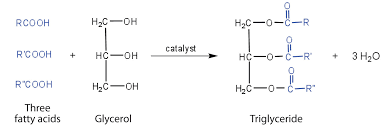 RCOOH H₂C—OH H₂C—O—C—R
O
R'COOH + HC—OH catalyst HC—O—C—R' + 3 H₂O
O
R"COOH H₂C—OH H₂C—O—C—R"
O
Three fatty acids Glycerol Triglyceride